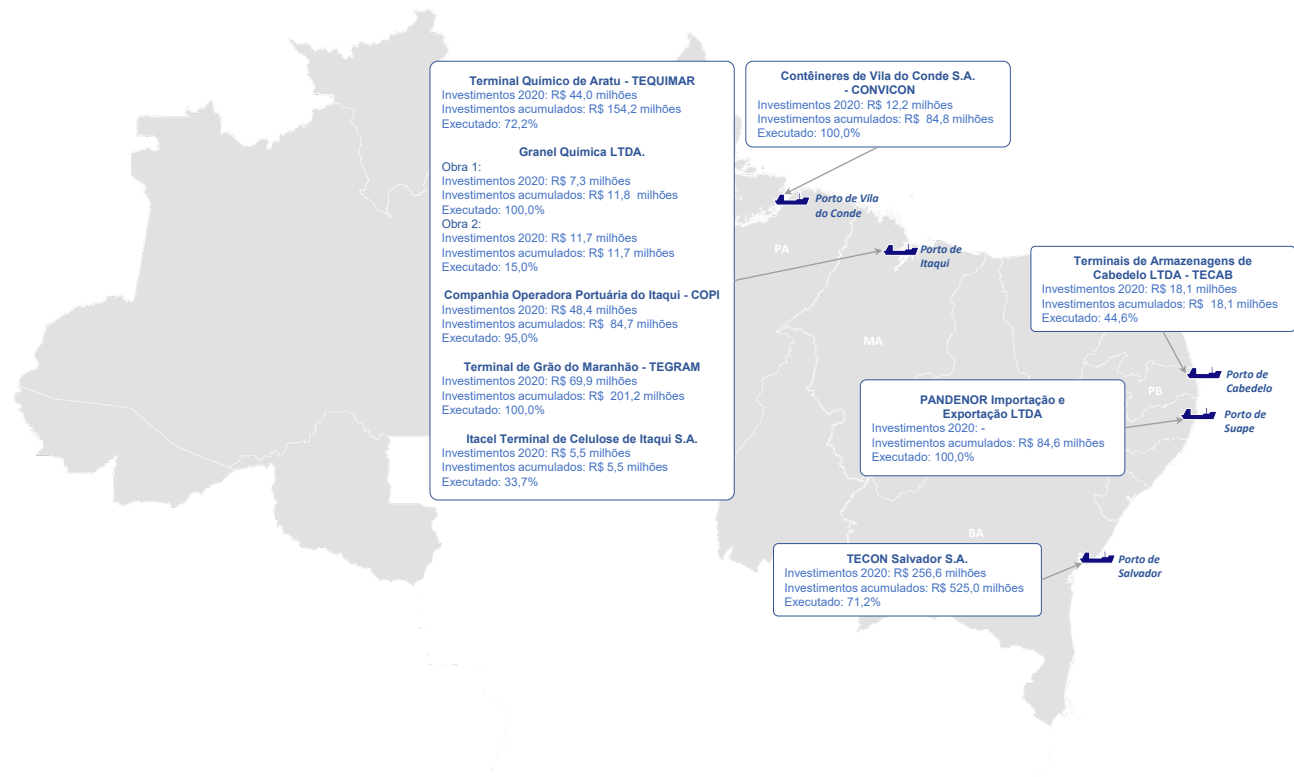 Terminal Químico de Aratu - TEQUIMAR
Investimentos 2020: R$ 44,0 milhões
Investimentos acumulados: R$ 154,2 milhões
Executado: 72,2%
Granel Química LTDA.
Obra 1:
Investimentos 2020: R$ 7,3 milhões
Investimentos acumulados: R$ 11,8 milhões
Executado: 100,0%
Obra 2:
Investimentos 2020: R$ 11,7 milhões
Investimentos acumulados: R$ 11,7 milhões
Executado: 15,0%
Companhia Operadora Portuária do Itaqui - COPI
Investimentos 2020: R$ 48,4 milhões
Investimentos acumulados: R$ 84,7 milhões
Executado: 95,0%
Terminal de Grão do Maranhão - TEGRAM
Investimentos 2020: R$ 69,9 milhões
Investimentos acumulados: R$ 201,2 milhões
Executado: 100,0%
Itacel Terminal de Celulose de Itaqui S.A.
Investimentos 2020: R$ 5,5 milhões
Investimentos acumulados: R$ 5,5 milhões
Executado: 33,7%
Contêineres de Vila do Conde S.A.
- CONVICON
Investimentos 2020: R$ 12,2 milhões
Investimentos acumulados: R$ 84,8 milhões
Executado: 100,0%
Porto de Vila
do Conde
PA
Porto de
Itaqui
Terminais de Armazenagens de
Cabedelo LTDA - TECAB
Investimentos 2020: R$ 18,1 milhões
Investimentos acumulados: R$ 18,1 milhões
Executado: 44,6%
MA
Porto de
Cabedelo
PB
PANDENOR Importação e
Exportação LTDA
Investimentos 2020: -
Investimentos acumulados: R$ 84,6 milhões
Executado: 100,0%
Porto de
Suape
BA
TECON Salvador S.A.
Investimentos 2020: R$ 256,6 milhões
Investimentos acumulados: R$ 525,0 milhões
Executado: 71,2%
Porto de
Salvador